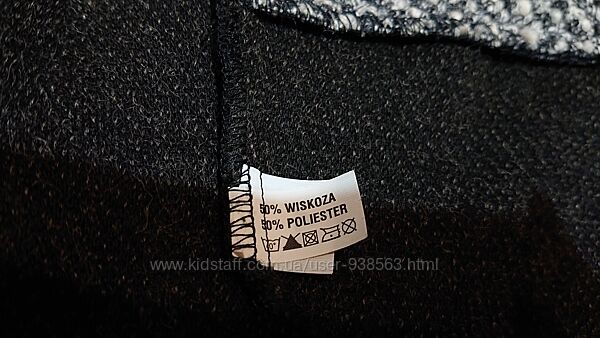 50% WISKOZA
50% POLIESTER
www.kidstaff.com.ua/user-938563.html